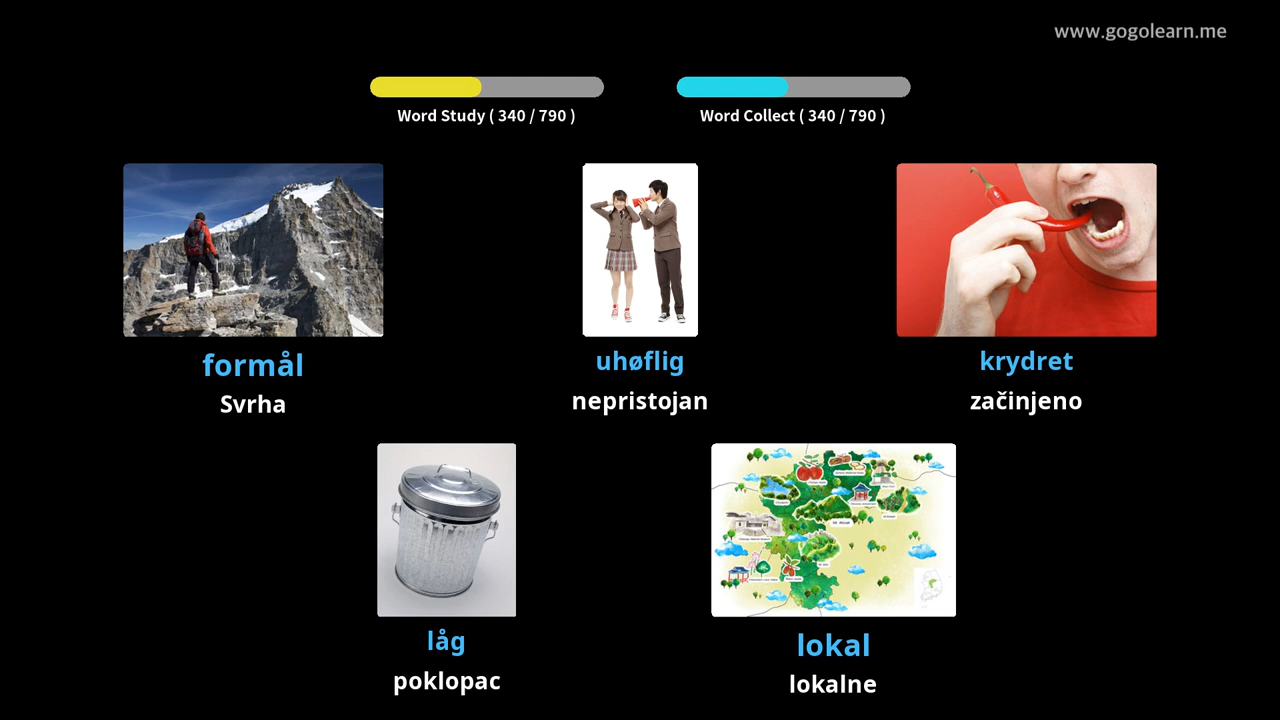 www.gogolearn.me
Word Study ( 340 / 790 )
Word Collect ( 340 / 790 )
formål
Svrha
uhøflig
nepristojan
krydret
začinjeno
låg
poklopac
lokal
lokalne